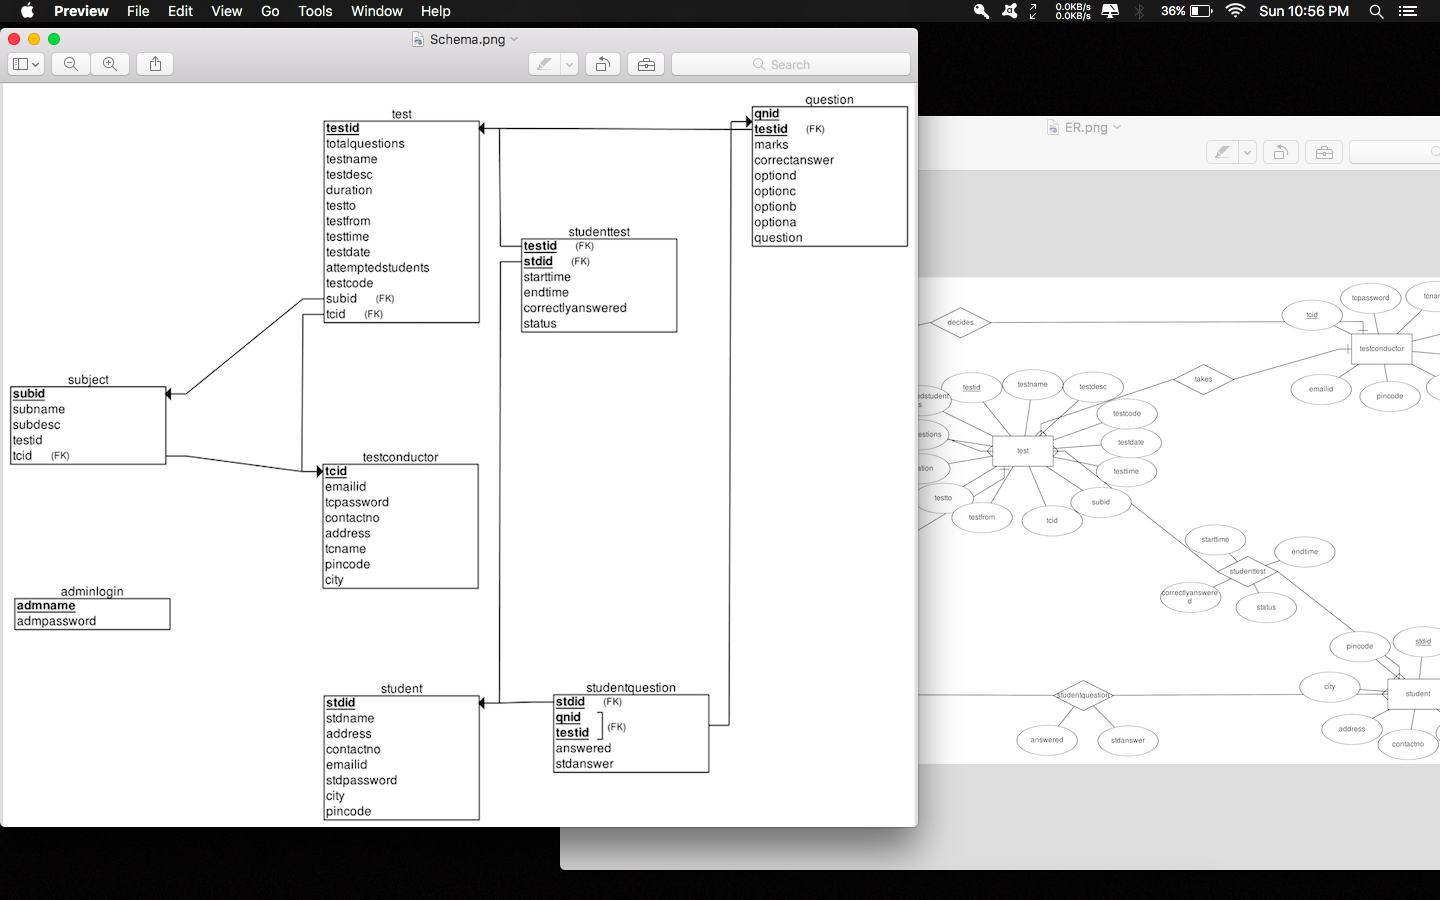 Preview File Edit View Go Tools Window Help
0.0KB/s
0.0KB/s
36%
Sun 10:56 PM
Schema.png
Search
test
testid
totalquestions
testname
testdesc
duration
testto
testfrom
testtime
testdate
attemptedstudents
testcode
subid (FK)
tcid (FK)
question
qnid
testid (FK)
marks
correctanswer
optiond
optionc
optionb
optiona
question
studenttest
testid (FK)
stdid (FK)
starttime
endtime
correctlyanswered
status
subject
subid
subname
subdesc
testid
tcid (FK)
testconductor
tcid
emailid
tcpassword
contactno
address
tcname
pincode
city
adminlogin
admname
admpassword
student
stdid
stdname
address
contactno
emailid
stdpassword
city
pincode
studentquestion
stdid (FK)
qnid
testid
(FK)
answered
stdanswer
ER.png
decides
tcid
tcpassword
tcna
testconductor
takes
emailid
pincode
edstudent
s
testid
testname
testdesc
testcode
estions
test
testdate
ation
testtime
testto
testfrom
tcid
subid
starttime
endtime
studenttest
correctlyanswere
d
status
pincode
stdid
city
student
studentquestion
address
contactno
answered
stdanswer